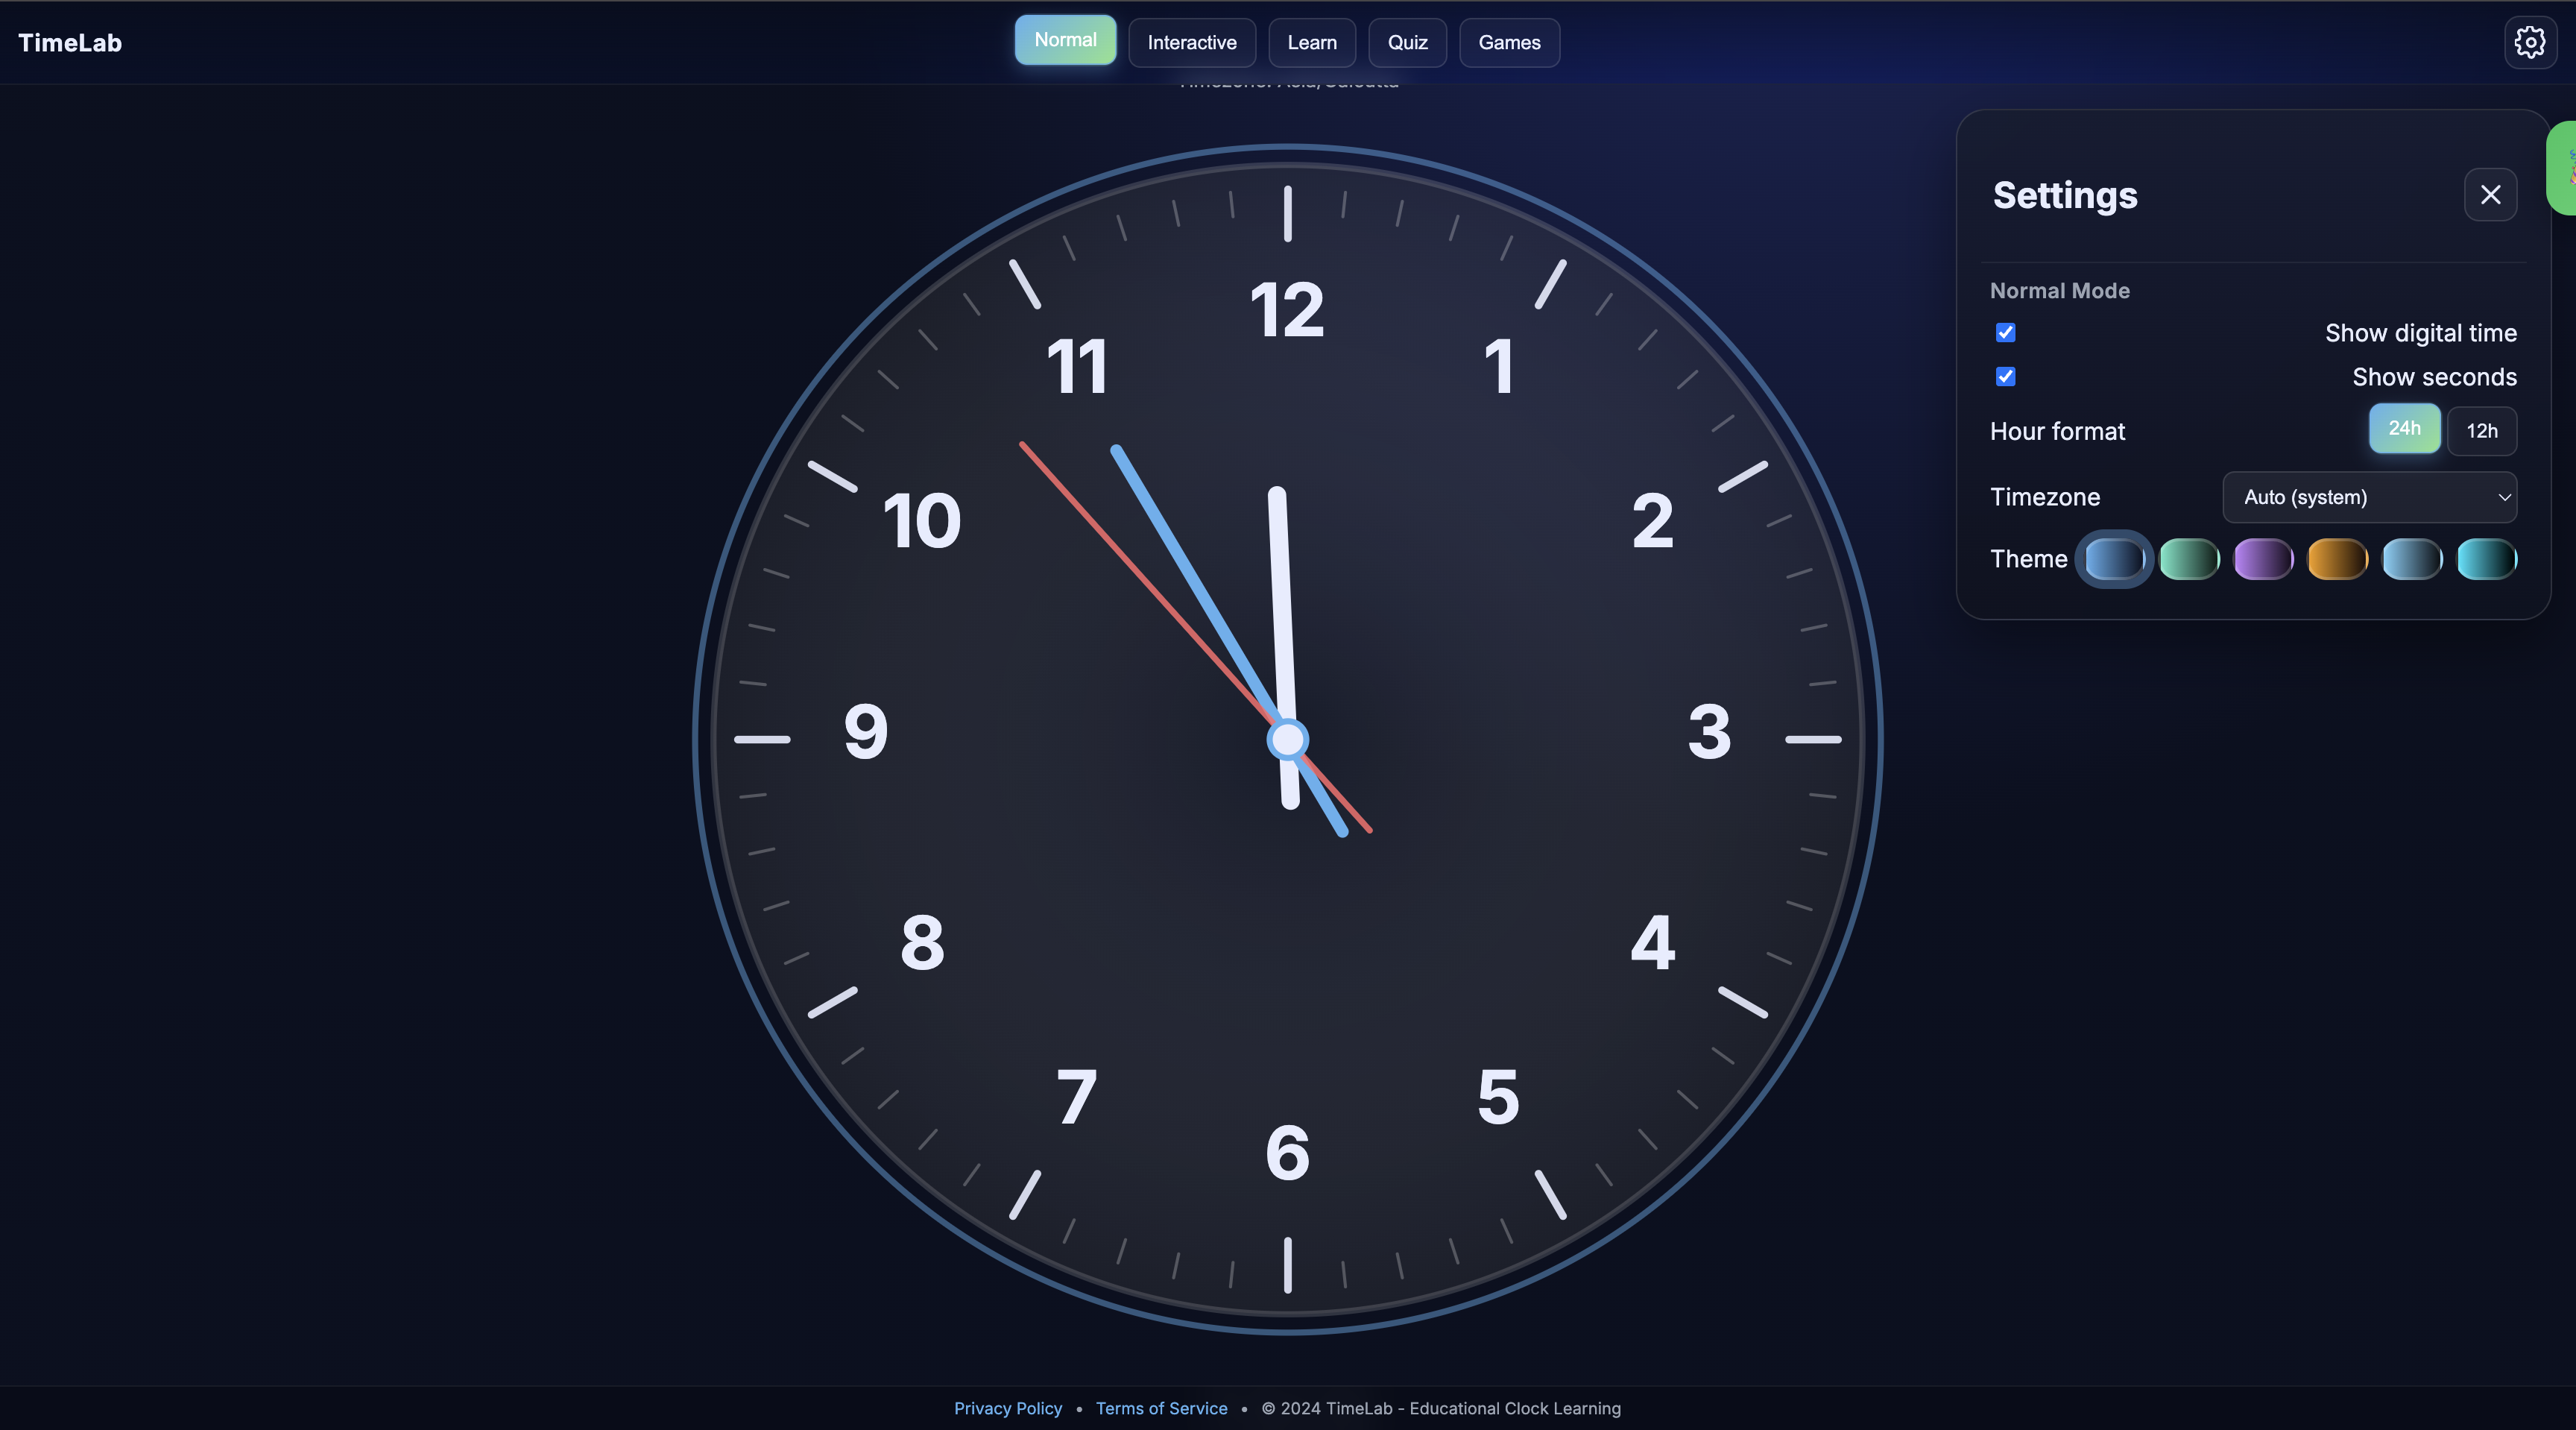 TimeLab
Normal
Interactive
Learn
Quiz
Games
Settings
Normal Mode
Show digital time
Show seconds
Hour format
24h
12h
Timezone
Auto (system)
Theme
12
1
2
3
4
5
6
7
8
9
10
11
Privacy Policy • Terms of Service • © 2024 TimeLab - Educational Clock Learning